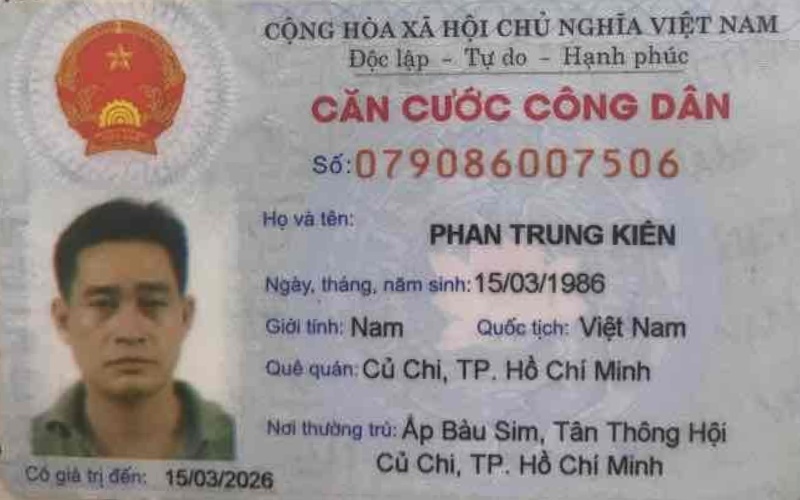 CỘNG HÒA XÃ HỘI CHỦ NGHĨA VIỆT NAM
Độc lập - Tự do - Hạnh phúc
CĂN CƯỚC CÔNG DÂN
Số: 079086007506
Họ và tên: PHAN TRUNG KIÊN
Ngày, tháng, năm sinh: 15/03/1986
Giới tính: Nam Quốc tịch: Việt Nam
Quê quán: Củ Chi, TP. Hồ Chí Minh
Nơi thường trú: Ấp Bàu Sim, Tân Thông Hội
Củ Chi, TP. Hồ Chí Minh
Có giá trị đến: 15/03/2026